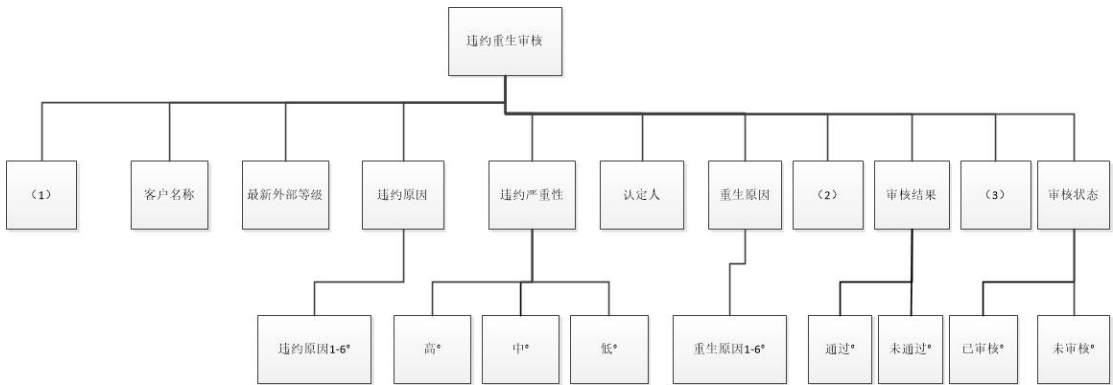 违约重生审核
（1）
客户名称
最新外部等级
违约原因
违约严重性
认定人
重生原因
（2）
审核结果
（3）
审核状态
违约原因1-6°
高°
中°
低°
重生原因1-6°
通过°
未通过°
已审核°
未审核°